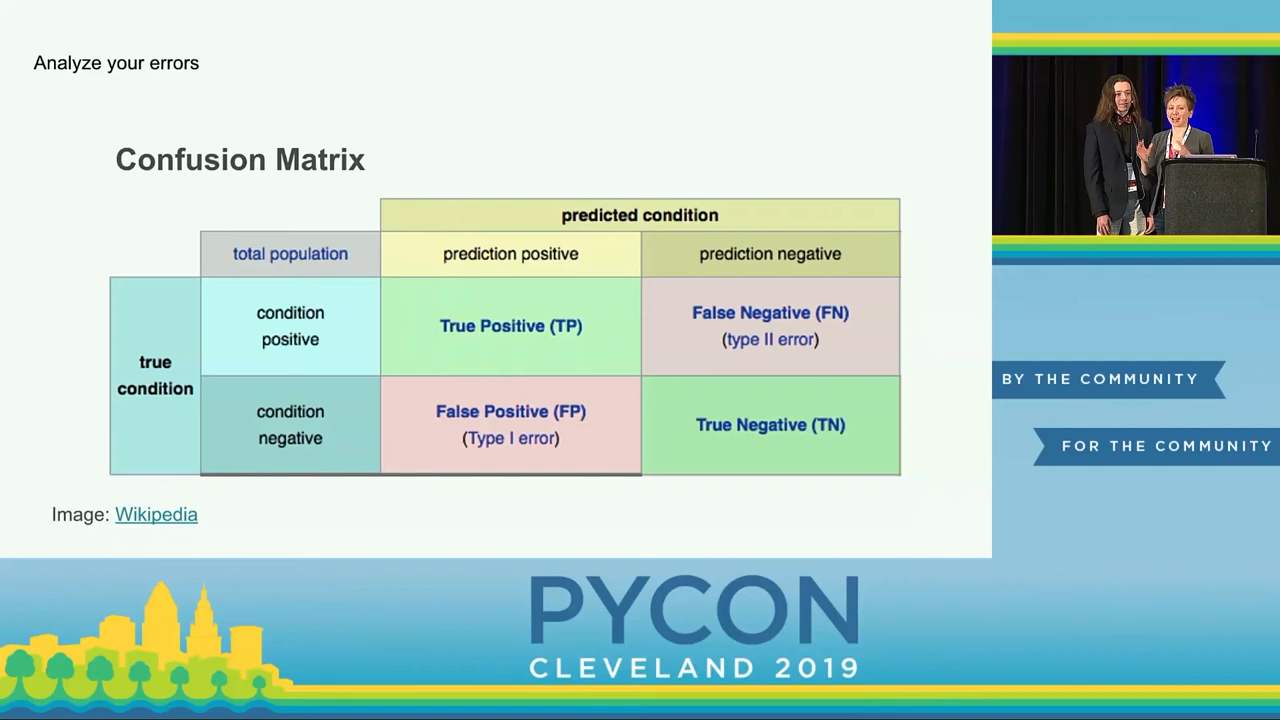 Analyze your errors
Confusion Matrix
predicted condition
total population
prediction positive
prediction negative
true
condition
condition
positive
True Positive (TP)
False Negative (FN)
(type II error)
condition
negative
False Positive (FP)
(Type I error)
True Negative (TN)
Image: Wikipedia
BY THE COMMUNITY
FOR THE COMMUNITY
PYCON
CLEVELAND 2019